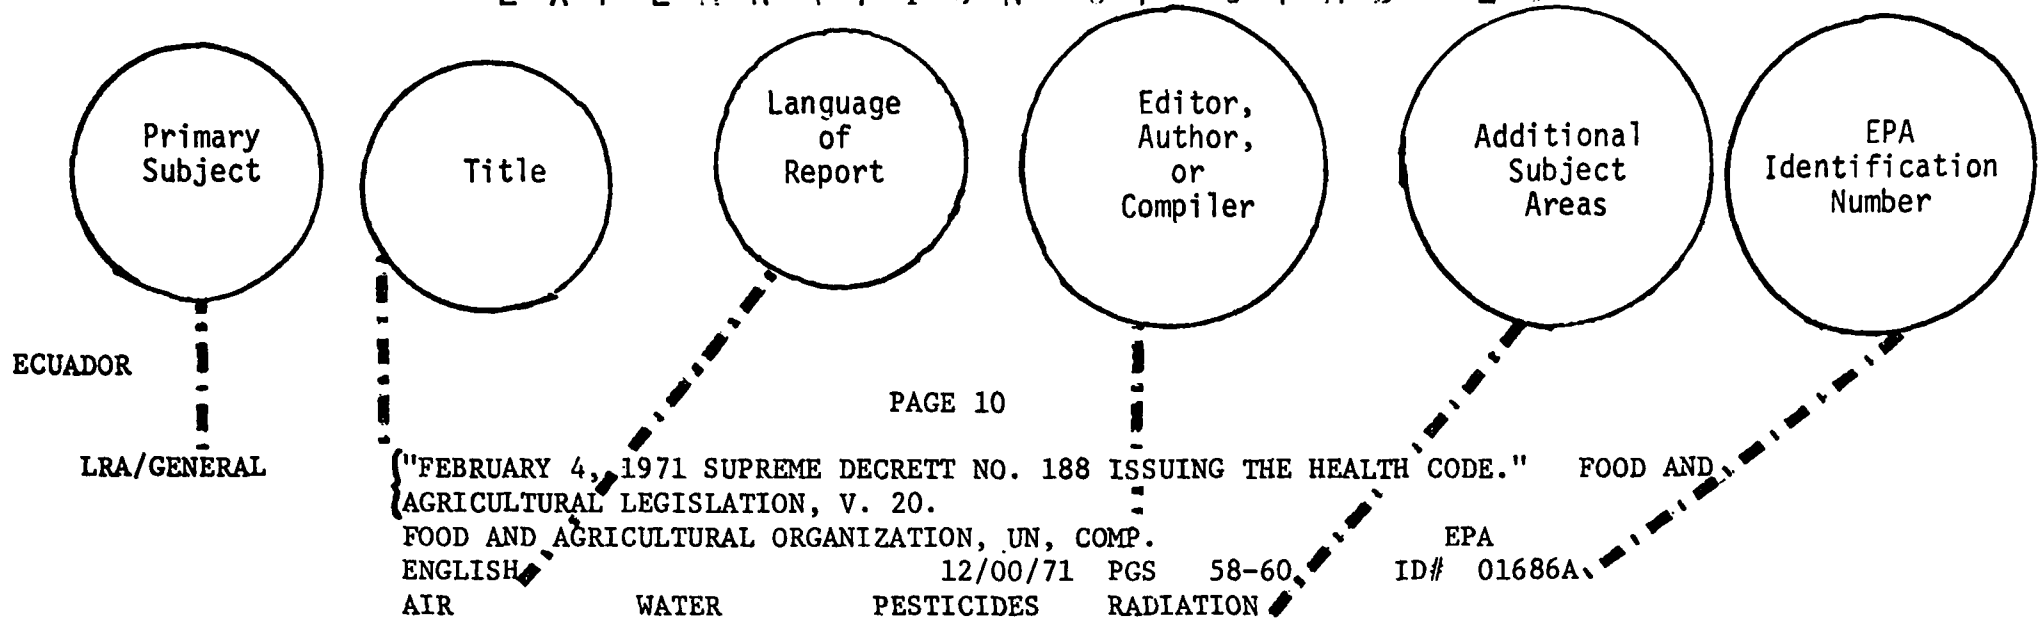 Primary
Subject
Title
Language
of
Report
Editor,
Author,
or
Compiler
Additional
Subject
Areas
EPA
Identification
Number
ECUADOR
PAGE 10
LRA/GENERAL
"FEBRUARY 4, 1971 SUPREME DECRETT NO. 188 ISSUING THE HEALTH CODE." FOOD AND
AGRICULTURAL LEGISLATION, V. 20.
FOOD AND AGRICULTURAL ORGANIZATION, UN, COMP. EPA
ENGLISH 12/00/71 PGS 58-60 ID# 01686A
AIR WATER PESTICIDES RADIATION